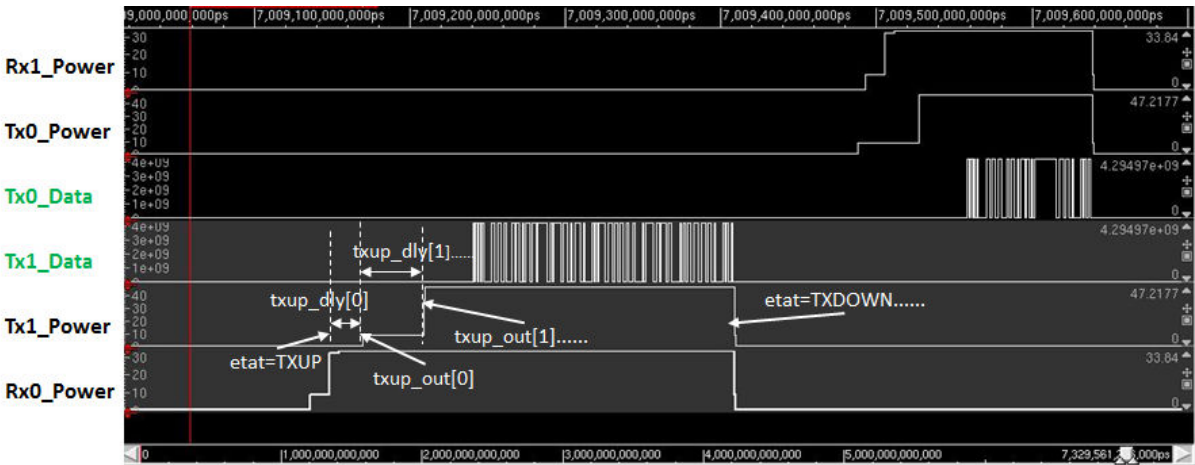 9,000,000,000ps |7,009,100,000,000ps |7,009,200,000,000ps |7,009,300,000,000ps |7,009,400,000,000ps |7,009,500,000,000ps |7,009,600,000,000ps
Rx1_Power 30 20 10 33.84 0
Tx0_Power 40 30 20 10 47.2177 0
Tx0_Data 4e+09 3e+09 2e+09 1e+09 4.29497e+09 0
Tx1_Data 4e+09 3e+09 2e+09 1e+09 4.29497e+09 0
txup_dly[1]......
Tx1_Power 40 30 20 10 47.2177 0
txup_dly[0]
etat=TXDOWN......
txup_out[1]......
etat=TXUP
txup_out[0]
Rx0_Power 30 20 10 33.84 0
0 |1,000,000,000,000 |2,000,000,000,000 |3,000,000,000,000 |4,000,000,000,000 |5,000,000,000,000